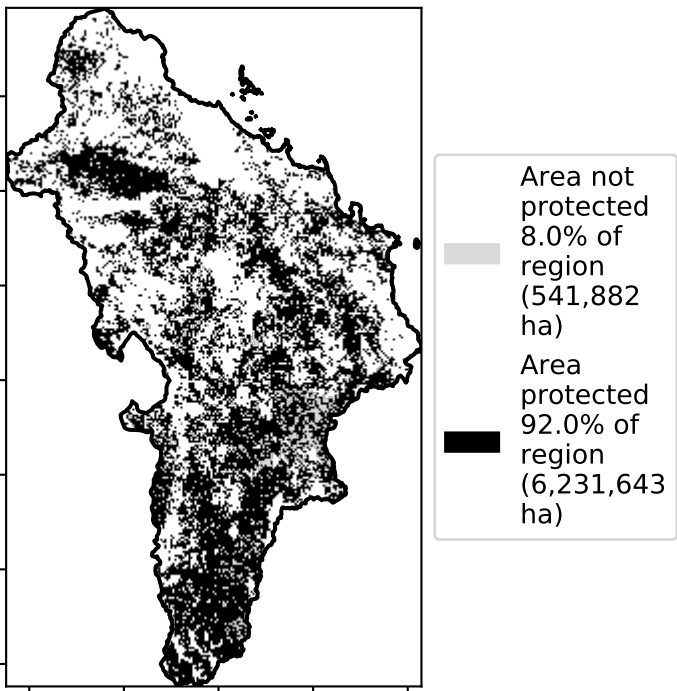 Area not
protected
8.0% of
region
(541,882
ha)
Area
protected
92.0% of
region
(6,231,643
ha)